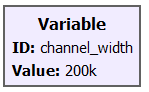 Variable
ID: channel_width
Value: 200k